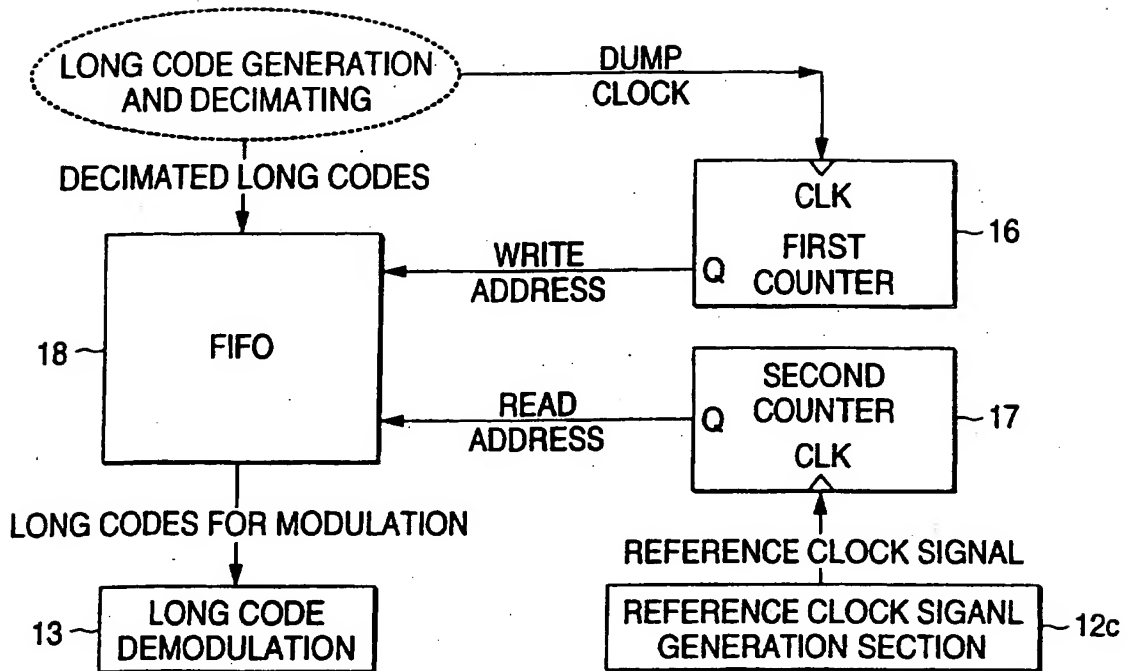 LONG CODE GENERATION
AND DECIMATING
DUMP
CLOCK
DECIMATED LONG CODES
CLK
FIRST
COUNTER
Q
16
WRITE
ADDRESS
FIFO
18
SECOND
COUNTER
Q
CLK
17
READ
ADDRESS
LONG CODES FOR MODULATION
REFERENCE CLOCK SIGNAL
13
LONG CODE
DEMODULATION
REFERENCE CLOCK SIGANL
GENERATION SECTION
12c